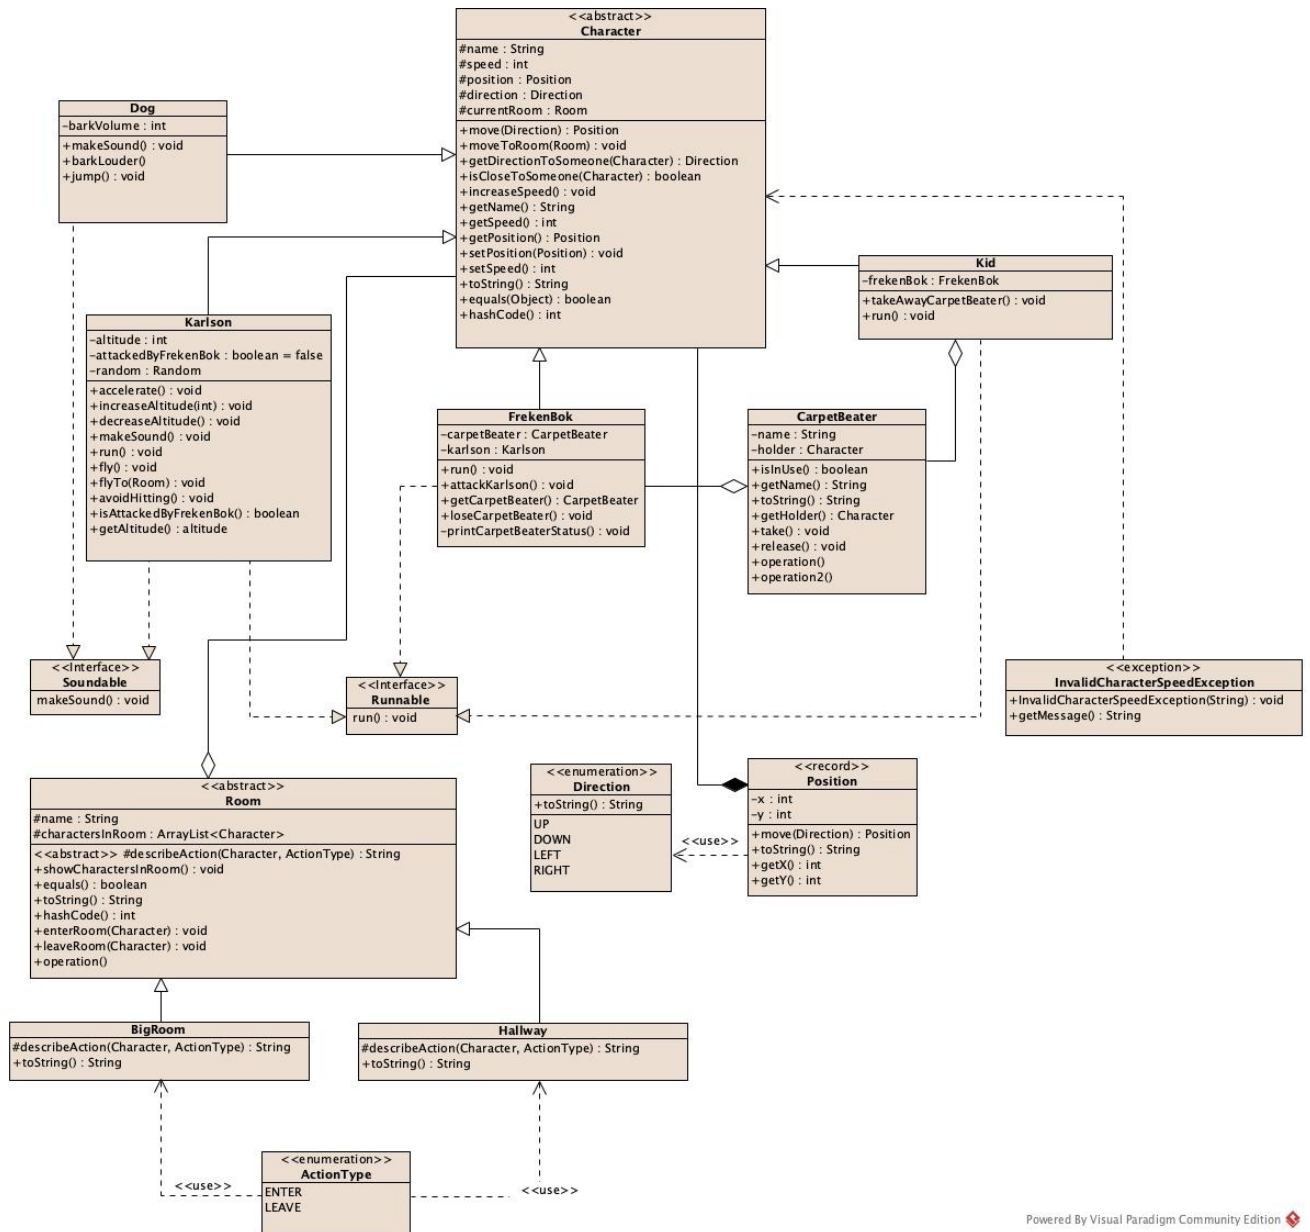 <<abstract>>
Character
#name : String
#speed : int
#position : Position
#direction : Direction
#currentRoom : Room
+move(Direction) : Position
+moveToRoom(Room) : void
+getDirectionToSomeone(Character) : Direction
+isCloseToSomeone(Character) : boolean
+increaseSpeed() : void
+getName() : String
+getSpeed() : int
+getPosition() : Position
+setPosition(Position) : void
+setSpeed() : int
+toString() : String
+equals(Object) : boolean
+hashCode() : int
Dog
-barkVolume : int
+makeSound() : void
+barkLouder()
+jump() : void
Kid
-frekenBok : FrekenBok
+takeAwayCarpetBeater() : void
+run() : void
Karlson
-altitude : int
-attackedByFrekenBok : boolean = false
-random : Random
+accelerate() : void
+increaseAltitude(int) : void
+decreaseAltitude() : void
+makeSound() : void
+run() : void
+fly() : void
+flyTo(Room) : void
+avoidHitting() : void
+isAttackedByFrekenBok() : boolean
+getAltitude() : altitude
FrekenBok
-carpetBeater : CarpetBeater
-karlson : Karlson
+run() : void
+attackKarlson() : void
+getCarpetBeater() : CarpetBeater
+loseCarpetBeater() : void
-printCarpetBeaterStatus() : void
CarpetBeater
-name : String
-holder : Character
+isInUse() : boolean
+getName() : String
+toString() : String
+getHolder() : Character
+take() : void
+release() : void
+operation()
+operation2()
<<Interface>>
Soundable
makeSound() : void
<<Interface>>
Runnable
run() : void
<<exception>>
InvalidCharacterSpeedException
+InvalidCharacterSpeedException(String) : void
+getMessage() : String
<<abstract>>
Room
#name : String
#charactersInRoom : ArrayList<Character>
<<abstract>> #describeAction(Character, ActionType) : String
+showCharactersInRoom() : void
+equals() : boolean
+toString() : String
+hashCode() : int
+enterRoom(Character) : void
+leaveRoom(Character) : void
+operation()
<<enumeration>>
Direction
+toString() : String
UP
DOWN
LEFT
RIGHT
<<use>>
<<record>>
Position
-x : int
-y : int
+move(Direction) : Position
+toString() : String
+getX() : int
+getY() : int
BigRoom
#describeAction(Character, ActionType) : String
+toString() : String
Hallway
#describeAction(Character, ActionType) : String
+toString() : String
<<enumeration>>
ActionType
ENTER
LEAVE
<<use>>
<<use>>
Powered By Visual Paradigm Community Edition